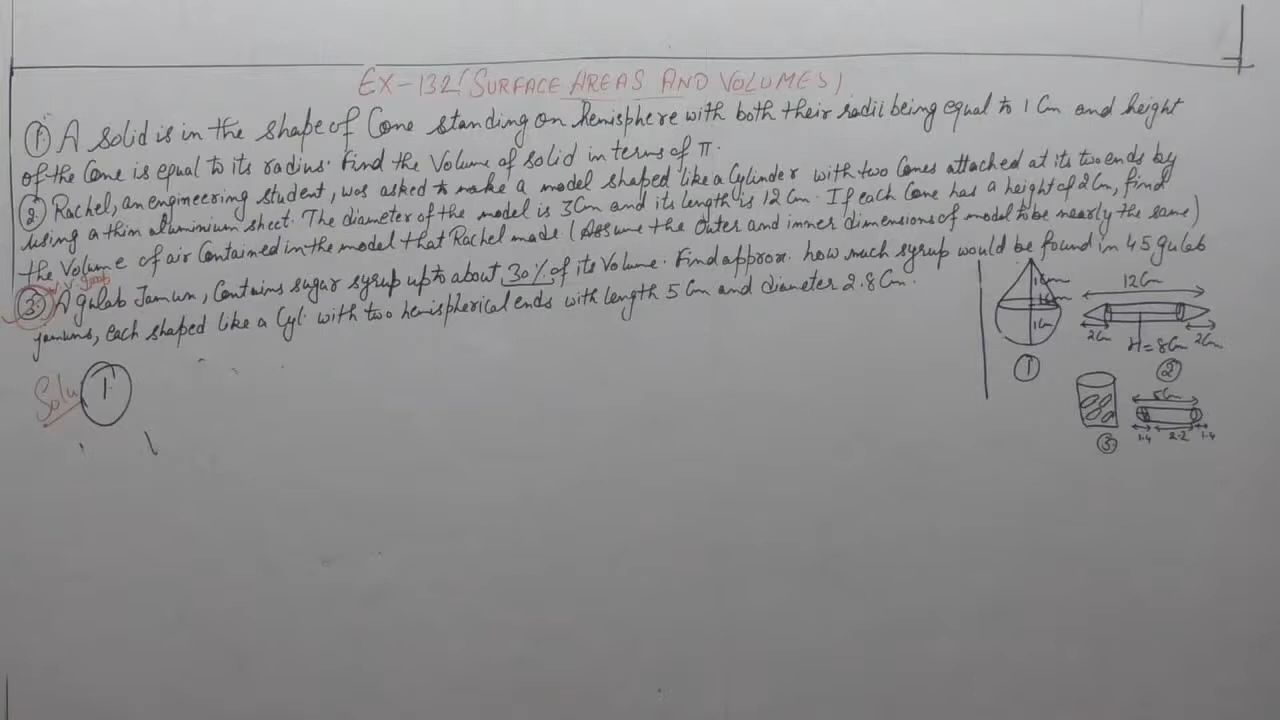 EX-132 (SURFACE AREAS AND VOLUMES)
① A solid is in the shape of Cone standing on hemisphere with both their radii being equal to 1 Cm and height
of the Cone is equal to its radius. Find the Volume of solid in terms of π.
② Rachel, an engineering student, was asked to make a model shaped like a Cylinder with two Cones attached at its two ends by
using a thin aluminium sheet. The diameter of the model is 3Cm and its length is 12 Cm. If each Cone has a height of 2Cm, find
the Volume of air Contained in the model that Rachel made (Assume the outer and inner dimensions of model to be nearly the same)
③ A gulab Jamun, Contains sugar syrup up to about 30% of its Volume. Find approx. how much syrup would be found in 45 gulab
jamuns, each shaped like a Cyl. with two hemispherical ends with length 5 Cm and diameter 2.8 Cm.
1Cm
1Cm
1Cm
①
12Cm
2Cm
H=8Cm
2Cm
②
5Cm
1.4
2.2
1.4
③
Solu
①